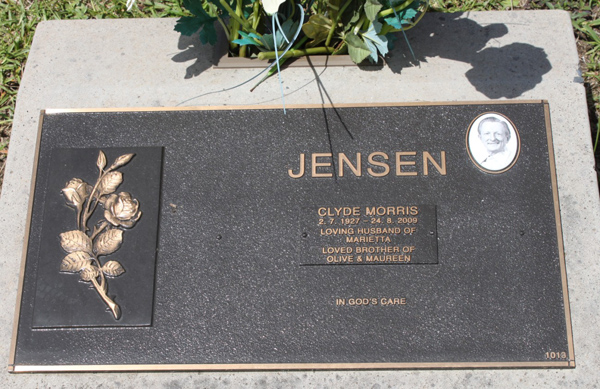 JENSEN
CLYDE MORRIS
2. 7. 1927 - 24. 8. 2009
LOVING HUSBAND OF
MARIETTA
LOVED BROTHER OF
OLIVE & MAUREEN
IN GOD'S CARE
1013